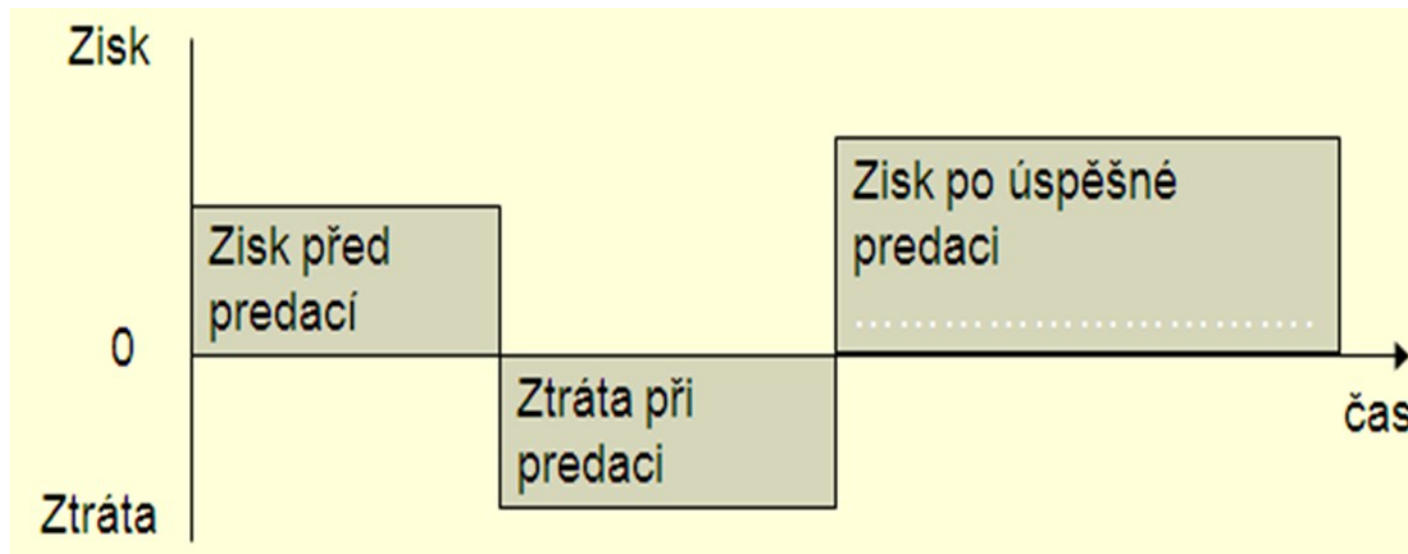 Zisk
Zisk po úspěšné
predaci
................................
Zisk před
predací
0
Ztráta při
predaci
čas
Ztráta